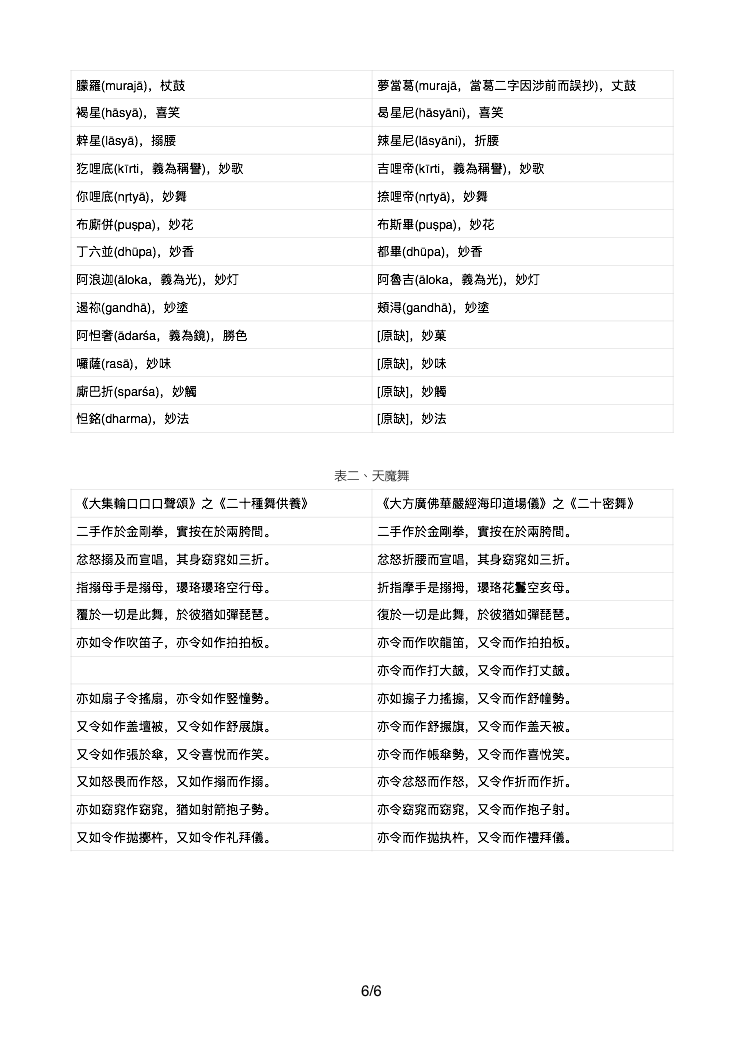 朦羅(murajā)，杖鼓
夢當葛(murajā，當葛二字因涉前而誤抄)，丈鼓
褐星(hāsyā)，喜笑
曷星尼(hāsyāni)，喜笑
辢星(lāsyā)，搦腰
辣星尼(lāsyāni)，折腰
犵哩底(kīrti，義為稱譽)，妙歌
吉哩帝(kīrti，義為稱譽)，妙歌
你哩底(nṛtyā)，妙舞
捺哩帝(nṛtyā)，妙舞
布廝併(puṣpa)，妙花
布斯畢(puṣpa)，妙花
丁六並(dhūpa)，妙香
都畢(dhūpa)，妙香
阿浪迦(āloka，義為光)，妙灯
阿魯吉(āloka，義為光)，妙灯
邊祢(gandhā)，妙塗
頰淂(gandhā)，妙塗
阿怛奢(ādarśa，義為鏡)，勝色
[原缺]，妙菓
囉薩(rasā)，妙味
[原缺]，妙味
廝巴折(sparśa)，妙觸
[原缺]，妙觸
怛銘(dharma)，妙法
[原缺]，妙法
表二、天魔舞
《大集輪口口口聲頌》之《二十種舞供養》
《大方廣佛華嚴經海印道場儀》之《二十密舞》
二手作於金剛拳，實按在於兩胯間。
二手作於金剛拳，實按在於兩胯間。
忿怒搦及而宣唱，其身窈窕如三折。
忿怒折腰而宣唱，其身窈窕如三折。
指搦母手是搦母，瓔珞瓔珞空行母。
折指摩手是搦拇，瓔珞花鬘空亥母。
覆於一切是此舞，於彼猶如彈琵琶。
復於一切是此舞，於彼猶如彈琵琶。
亦如令作吹笛子，亦令如作拍拍板。
亦令而作吹龍笛，又令而作拍拍板。
亦令而作打大皷，又令而作打丈皷。
亦如扇子令搖扇，亦令如作竪憧勢。
亦如搧子力搖搧，又令而作舒幢勢。
又令如作盖壇被，又令如作舒展旗。
亦令而作舒搌旗，又令而作盖天被。
又令如作張於傘，又令喜悅而作笑。
亦令而作帳傘勢，又令而作喜悅笑。
又如怒畏而作怒，又如作搦而作搦。
亦令忿怒而作怒，又令作折而作折。
亦如窈窕作窈窕，猶如射箭抱子勢。
亦令窈窕而窈窕，又令而作抱子射。
又如令作拋擲杵，又如令作礼拜儀。
亦令而作拋执杵，又令而作禮拜儀。
6/6